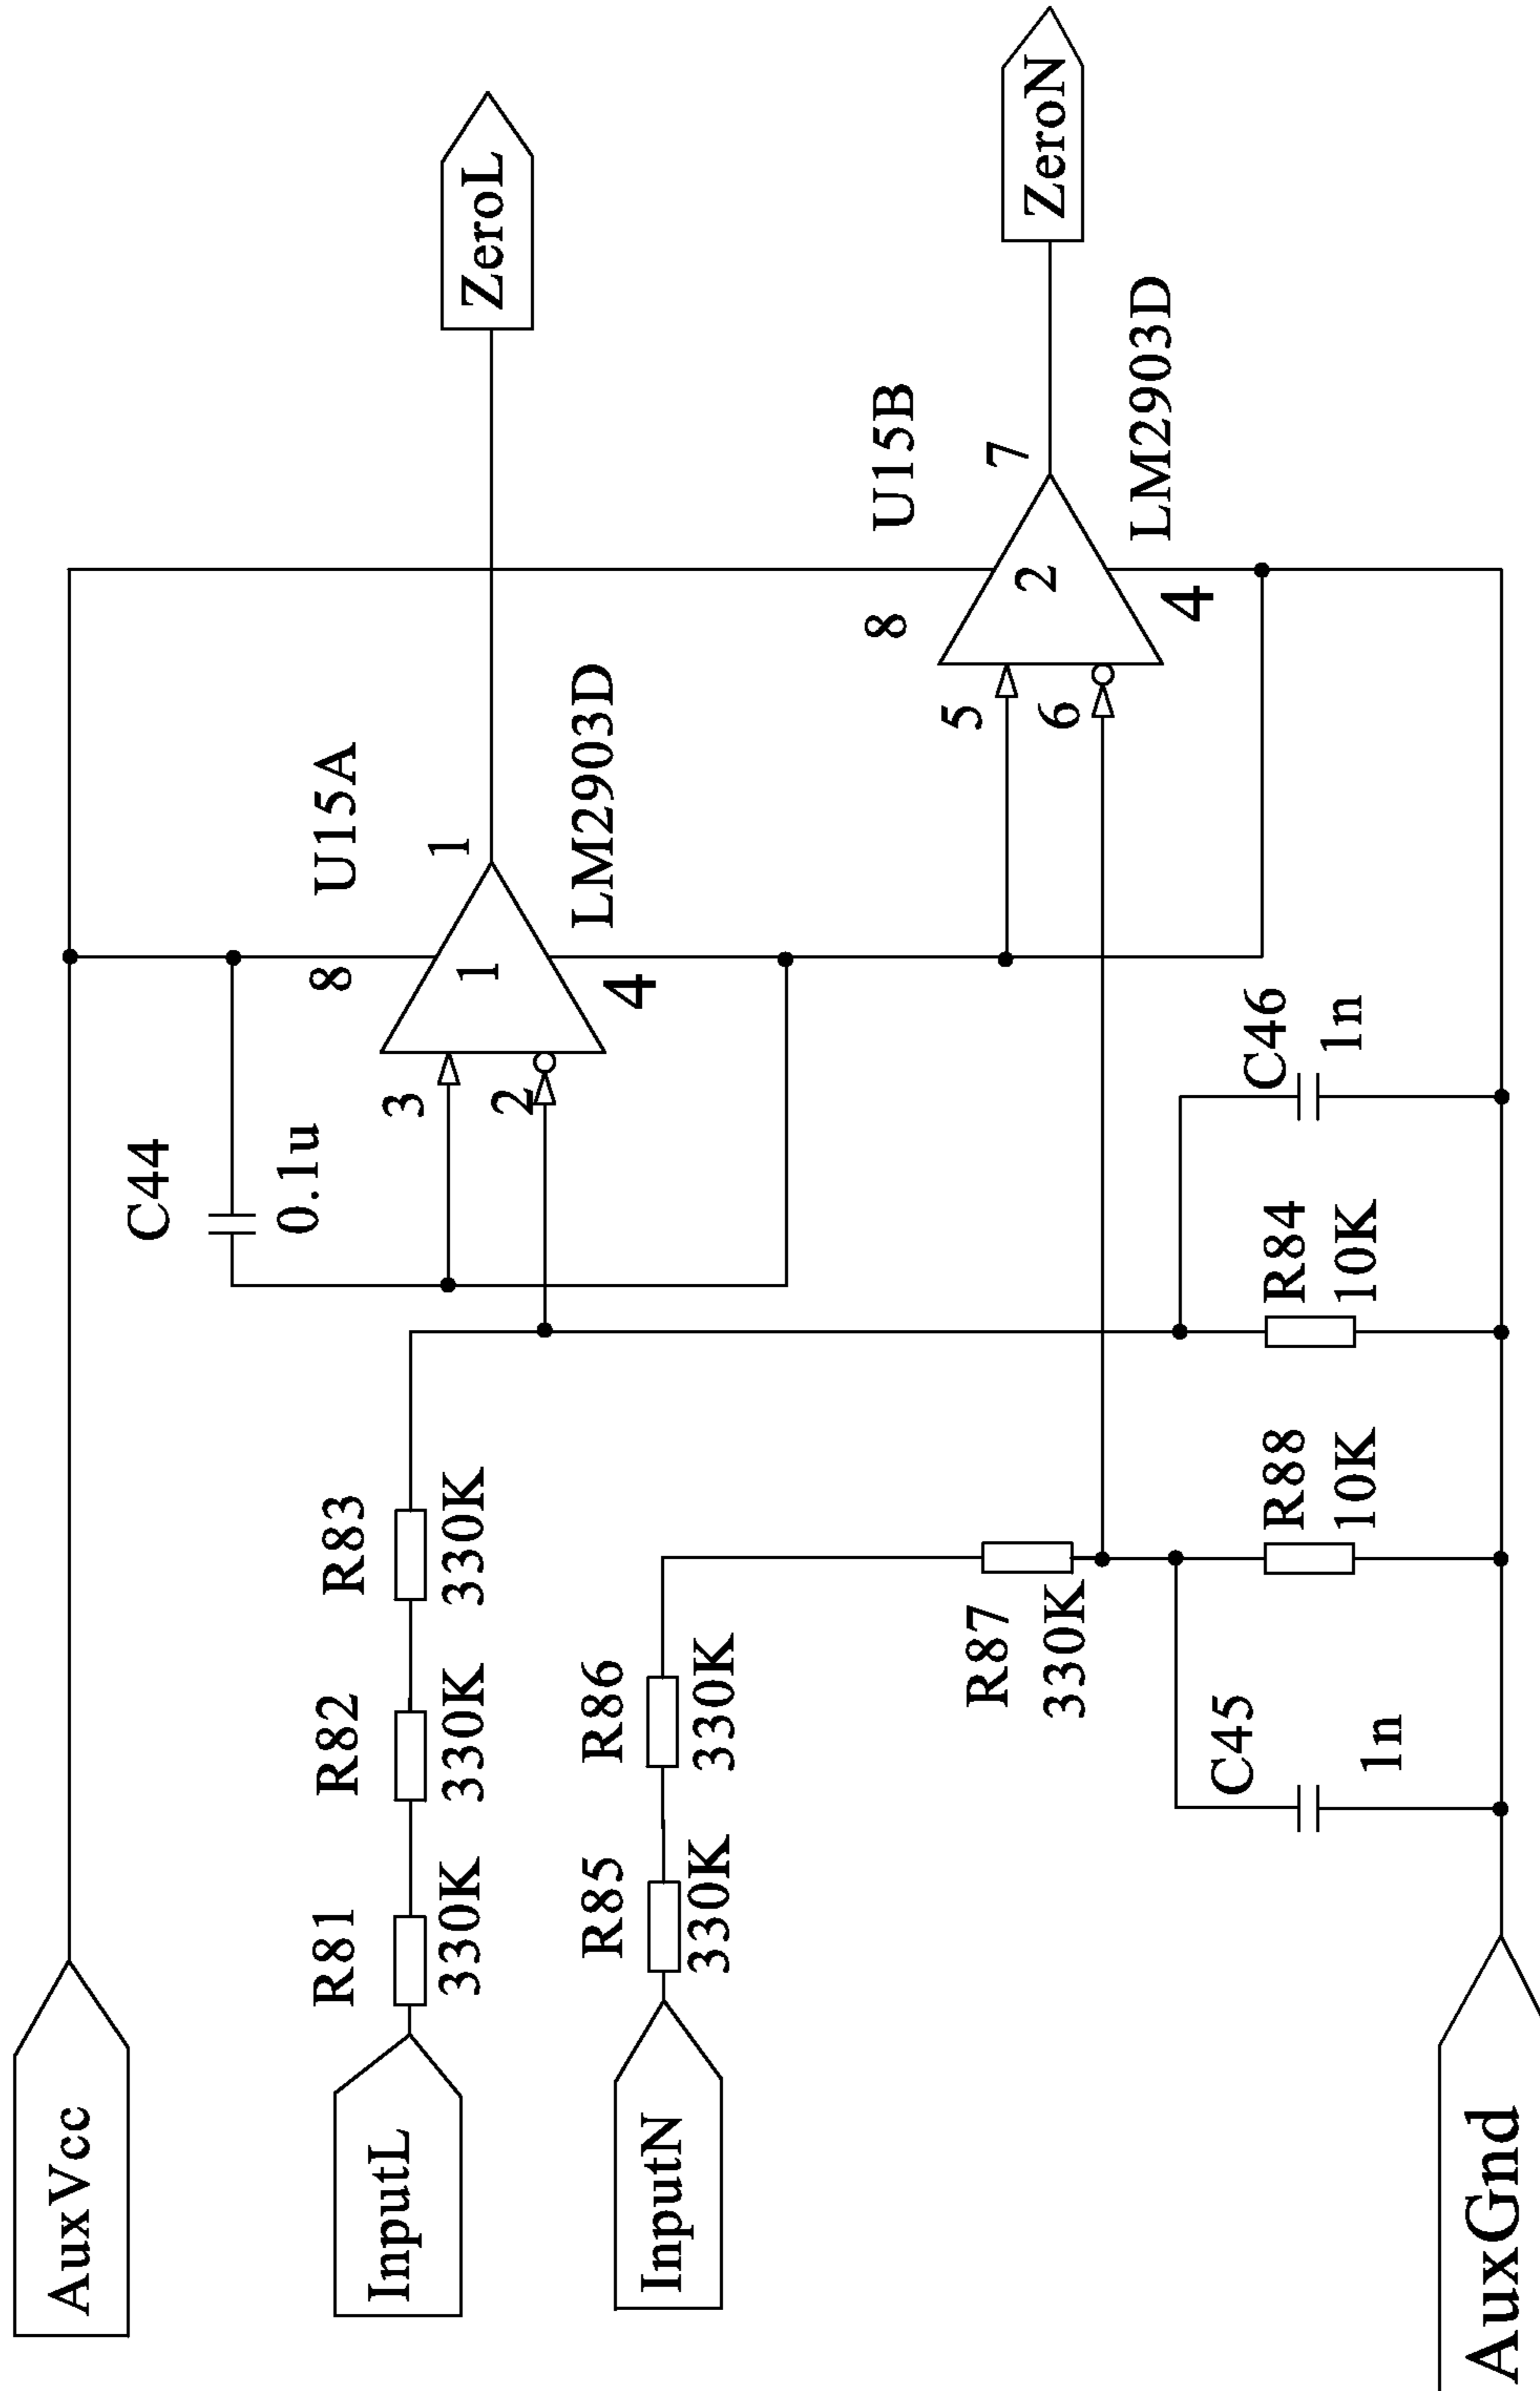 AuxVcc
C44
0.1u
8
U15A
1
1
3
2
4
LM2903D
ZeroL
R81
330K
R82
330K
R83
330K
InputL
R85
330K
R86
330K
InputN
U15B
8
7
5
2
6
4
LM2903D
ZeroN
R87
330K
C45
1n
R88
10K
R84
10K
C46
1n
AuxGnd